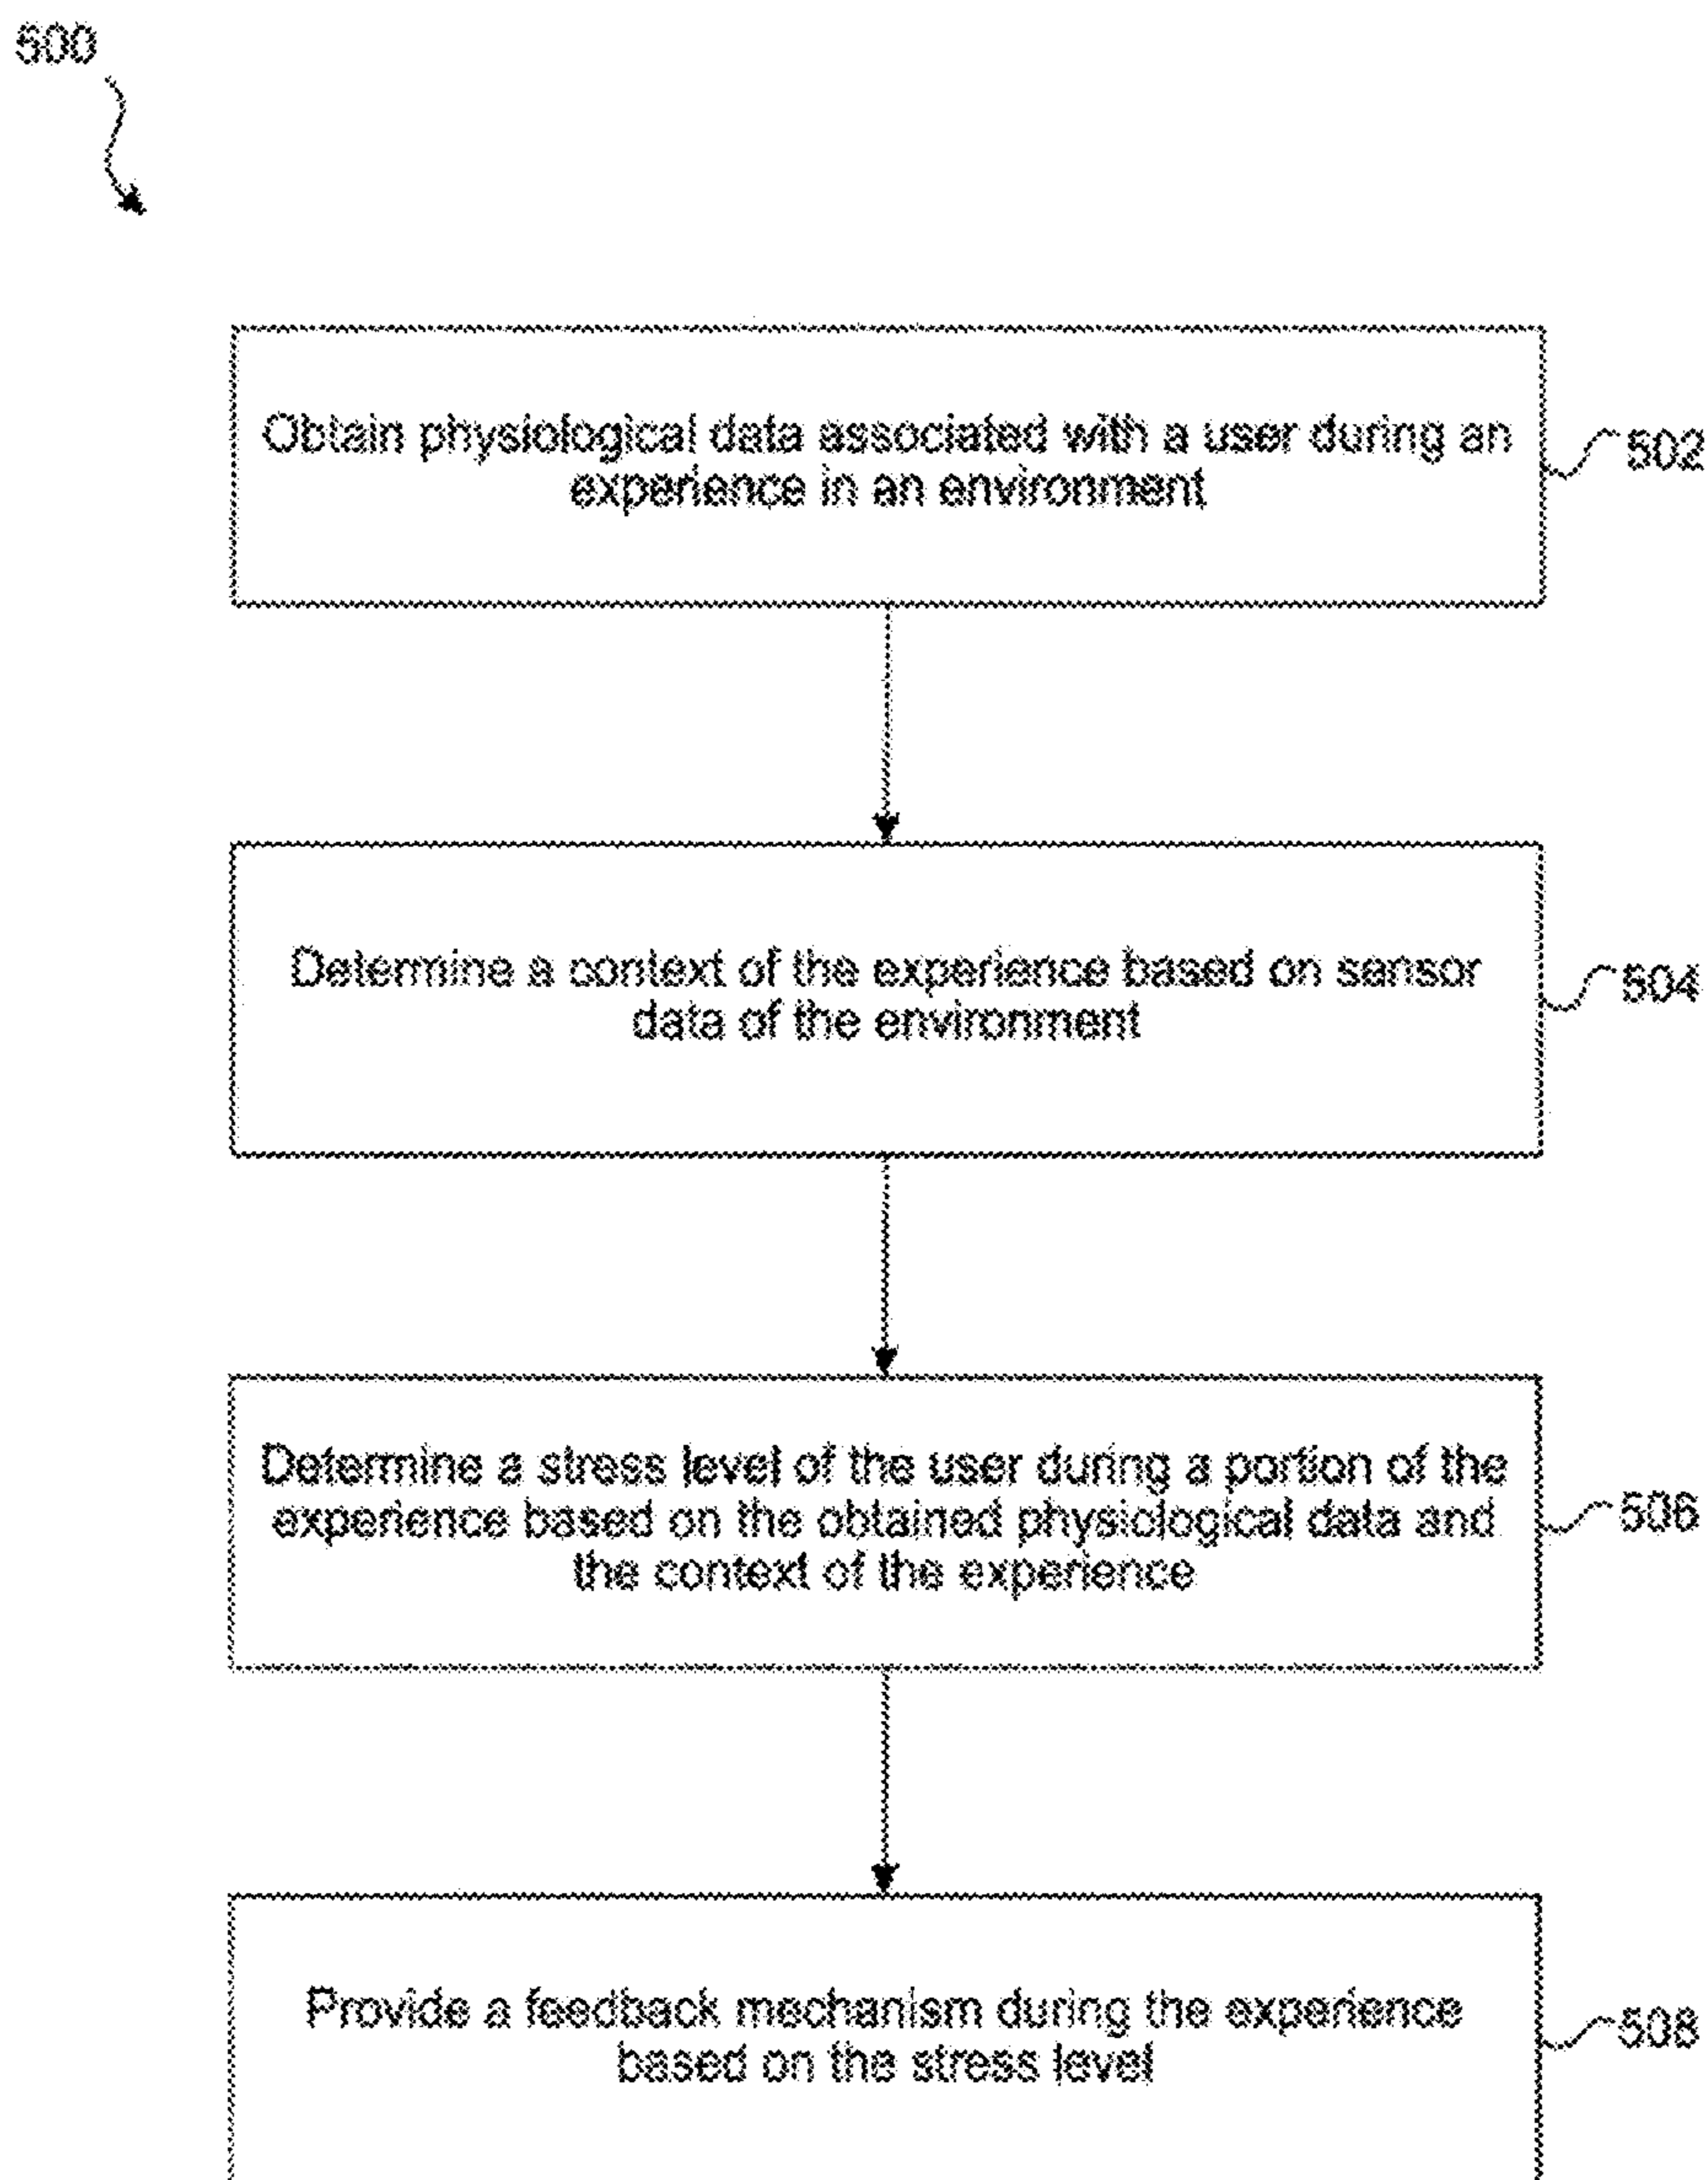 500
Obtain physiological data associated with a user during an
experience in an environment
502
Determine a context of the experience based on sensor
data of the environment
504
Determine a stress level of the user during a portion of the
experience based on the obtained physiological data and
the context of the experience
506
Provide a feedback mechanism during the experience
based on the stress level
508